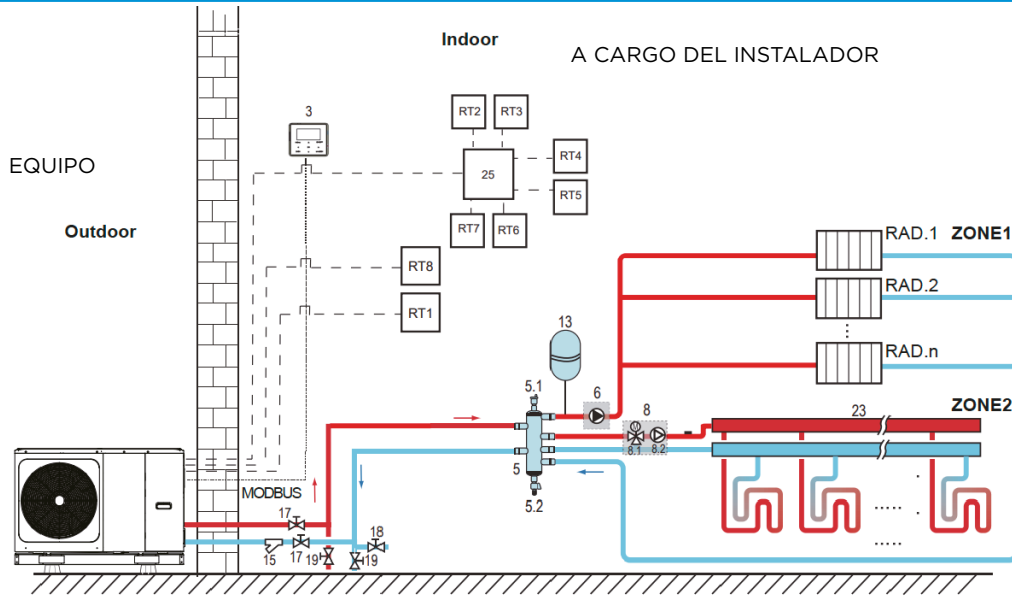 Indoor
A CARGO DEL INSTALADOR
3
RT2
RT3
EQUIPO
25
RT4
RT5
RT7
RT6
Outdoor
RAD.1
ZONE1
RT8
RAD.2
RT1
13
RAD.n
5.1
6
8
23
ZONE2
8.1
8.2
5
MODBUS
5.2
17
18
15
17
19
19